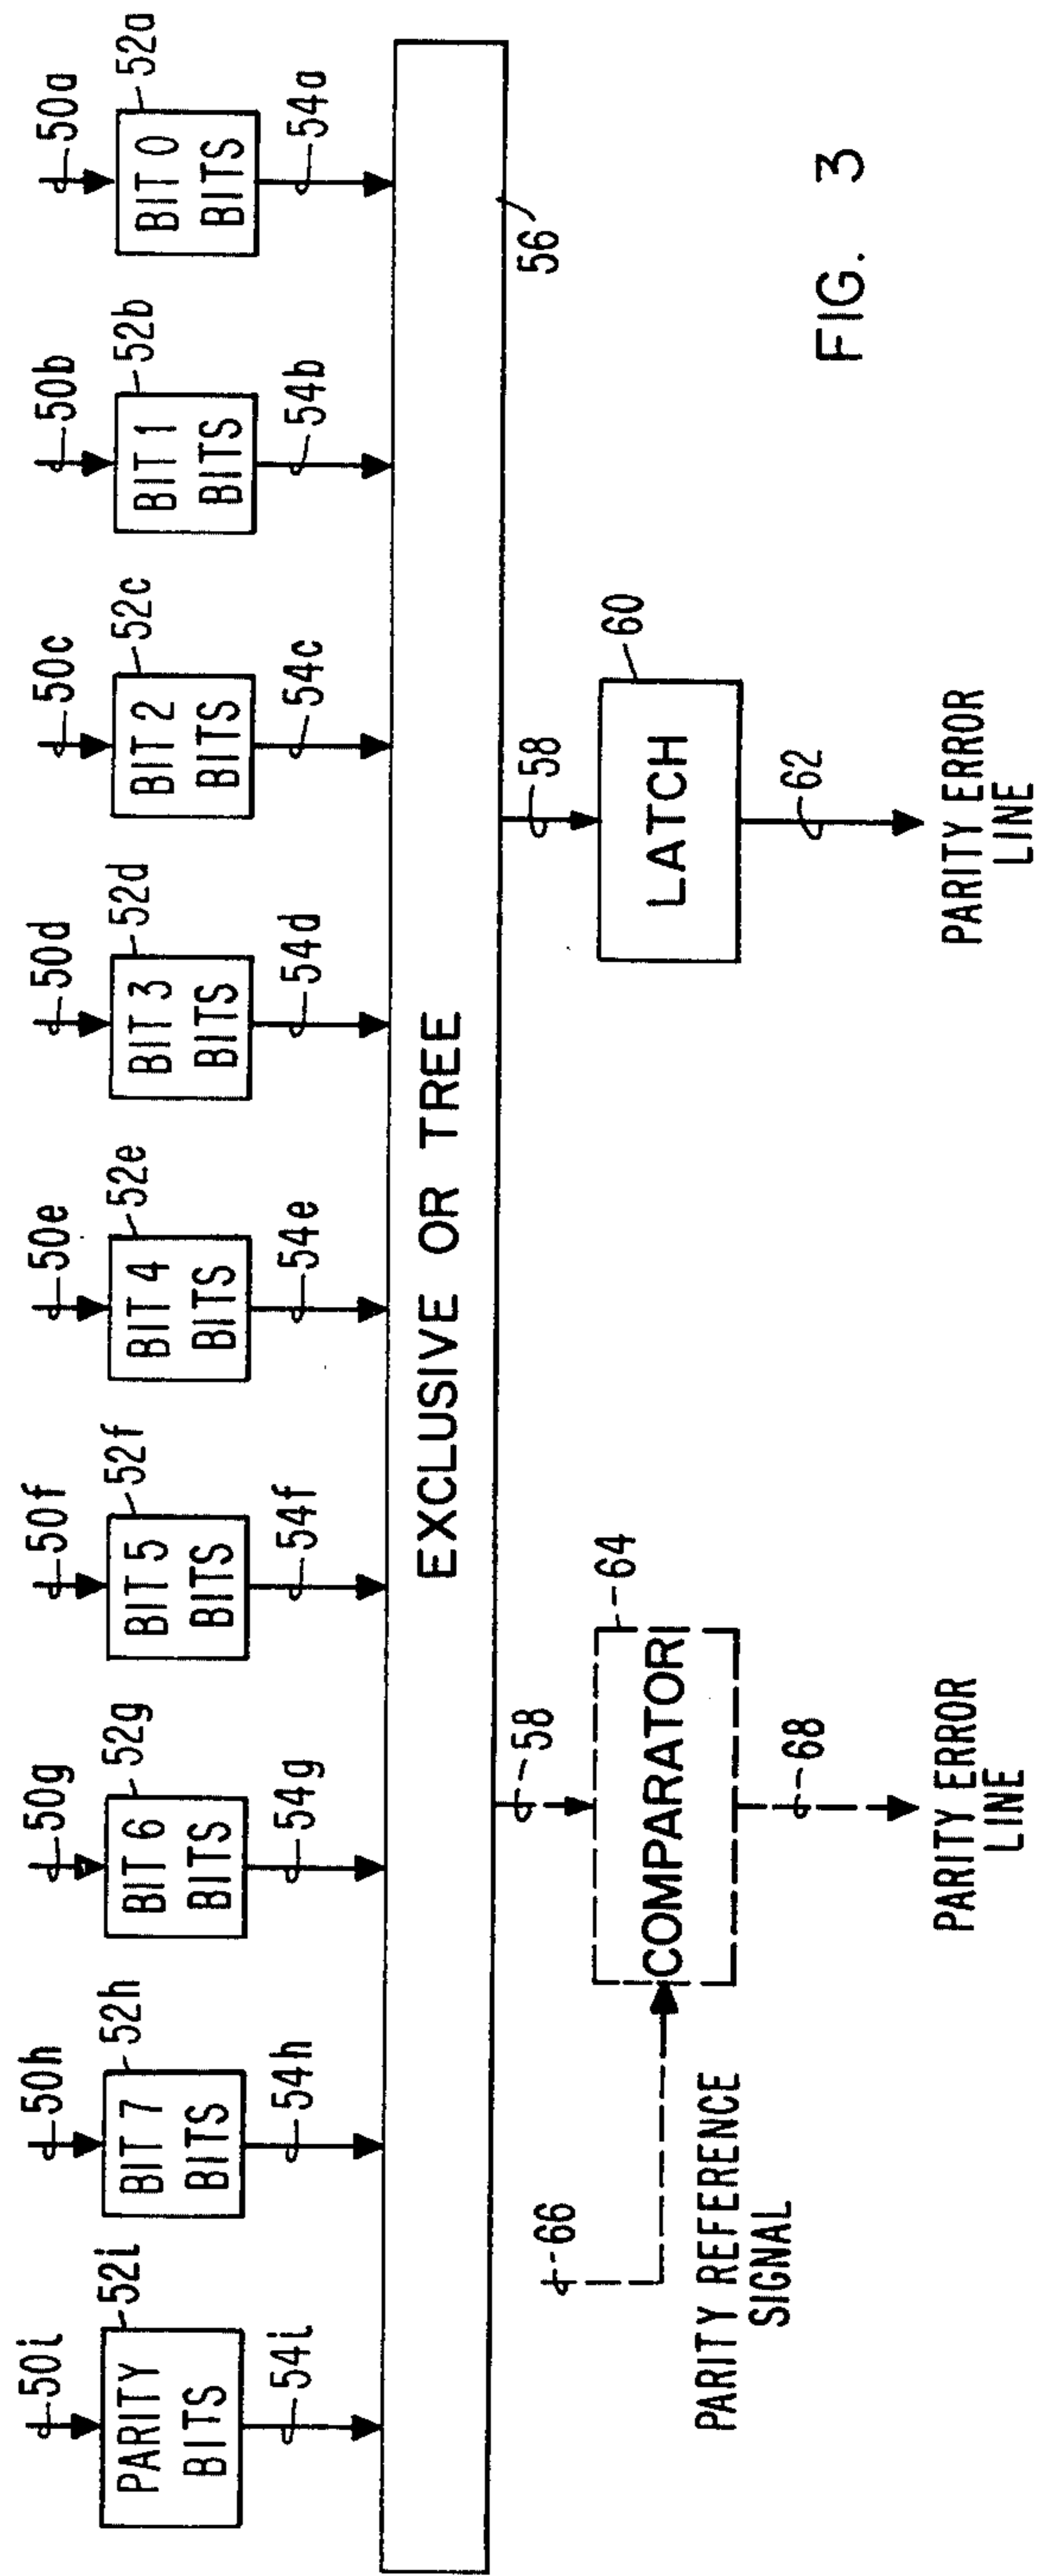 50i
50h
50g
50f
50e
50d
50c
50b
50a
52i
52h
52g
52f
52e
52d
52c
52b
52a
PARITY
BITS
BIT 7
BITS
BIT 6
BITS
BIT 5
BITS
BIT 4
BITS
BIT 3
BITS
BIT 2
BITS
BIT 1
BITS
BIT 0
BITS
54i
54h
54g
54f
54e
54d
54c
54b
54a
EXCLUSIVE OR TREE
56
66
58
64
58
60
PARITY REFERENCE
SIGNAL
COMPARATOR
LATCH
68
62
PARITY ERROR
LINE
PARITY ERROR
LINE
FIG. 3